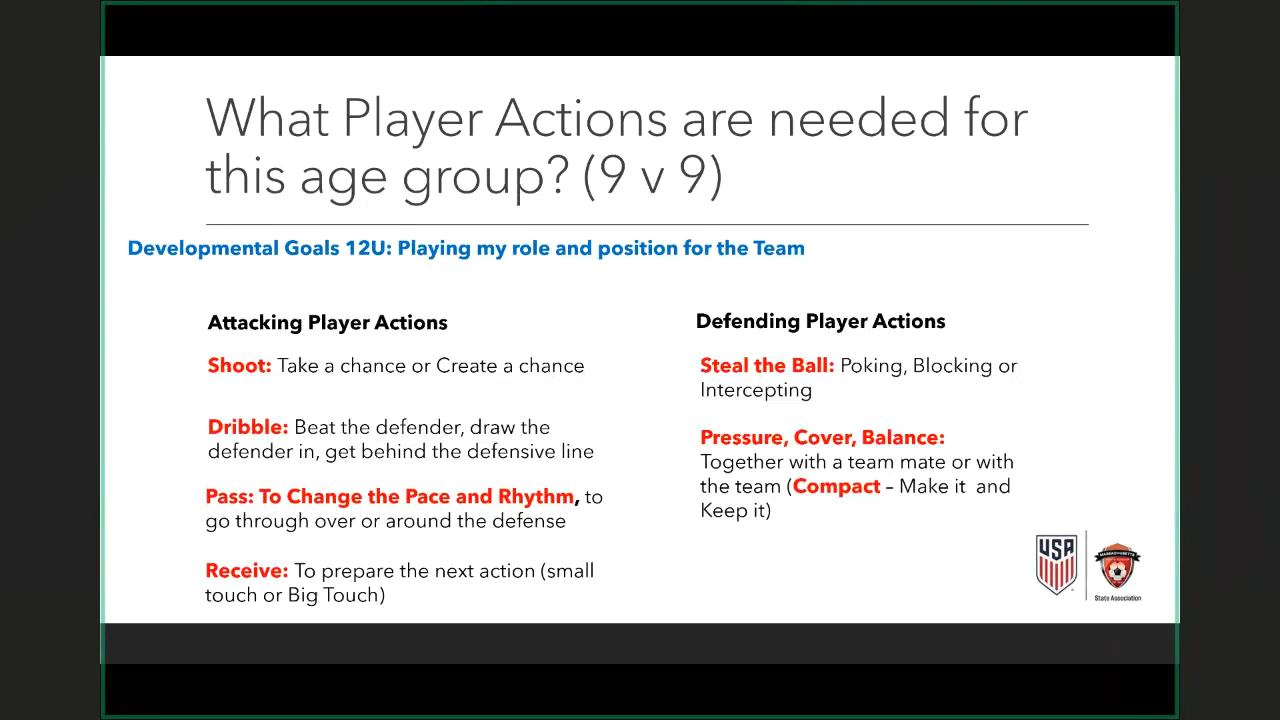 What Player Actions are needed for
this age group? (9 v 9)
Developmental Goals 12U: Playing my role and position for the Team
Attacking Player Actions
Shoot: Take a chance or Create a chance
Dribble: Beat the defender, draw the
defender in, get behind the defensive line
Pass: To Change the Pace and Rhythm, to
go through over or around the defense
Receive: To prepare the next action (small
touch or Big Touch)
Defending Player Actions
Steal the Ball: Poking, Blocking or
Intercepting
Pressure, Cover, Balance:
Together with a team mate or with
the team (Compact – Make it  and
Keep it)
USA
MASSACHUSETTS
State Association